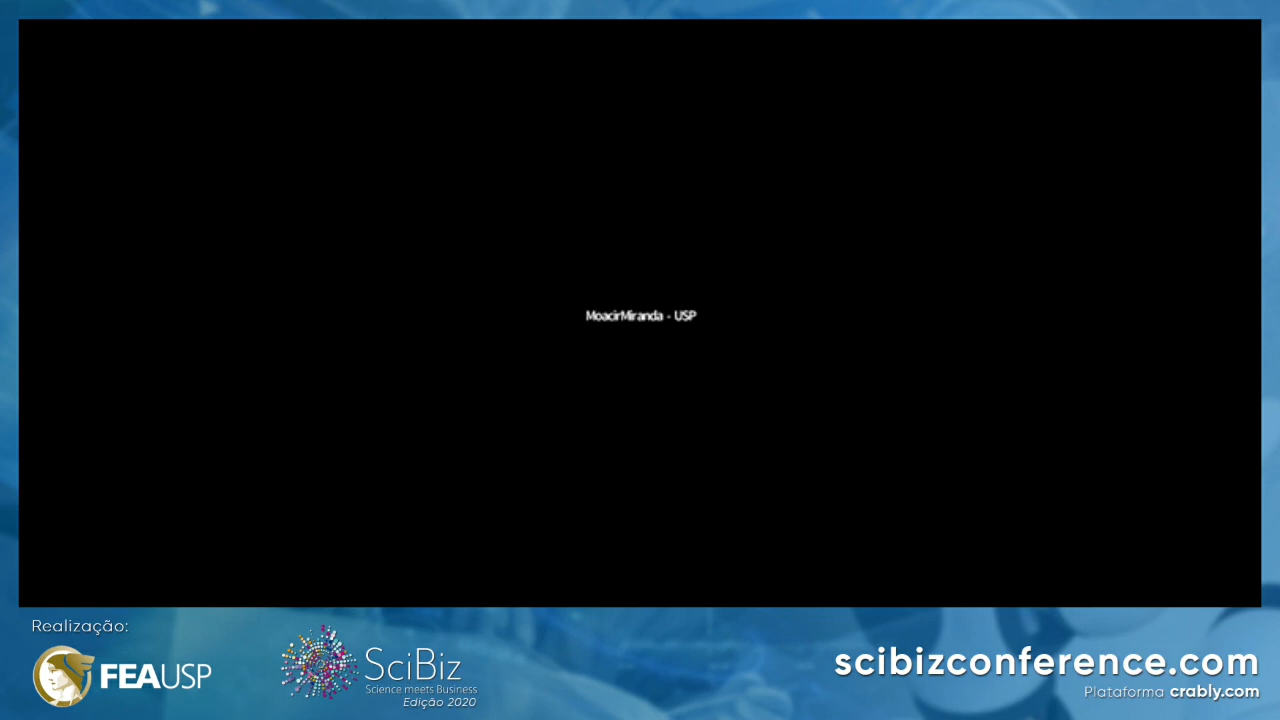 MoacirMiranda - USP
Realização:
FEAUSP
SciBiz
Science meets Business
Edição 2020
scibizconference.com
Plataforma crably.com